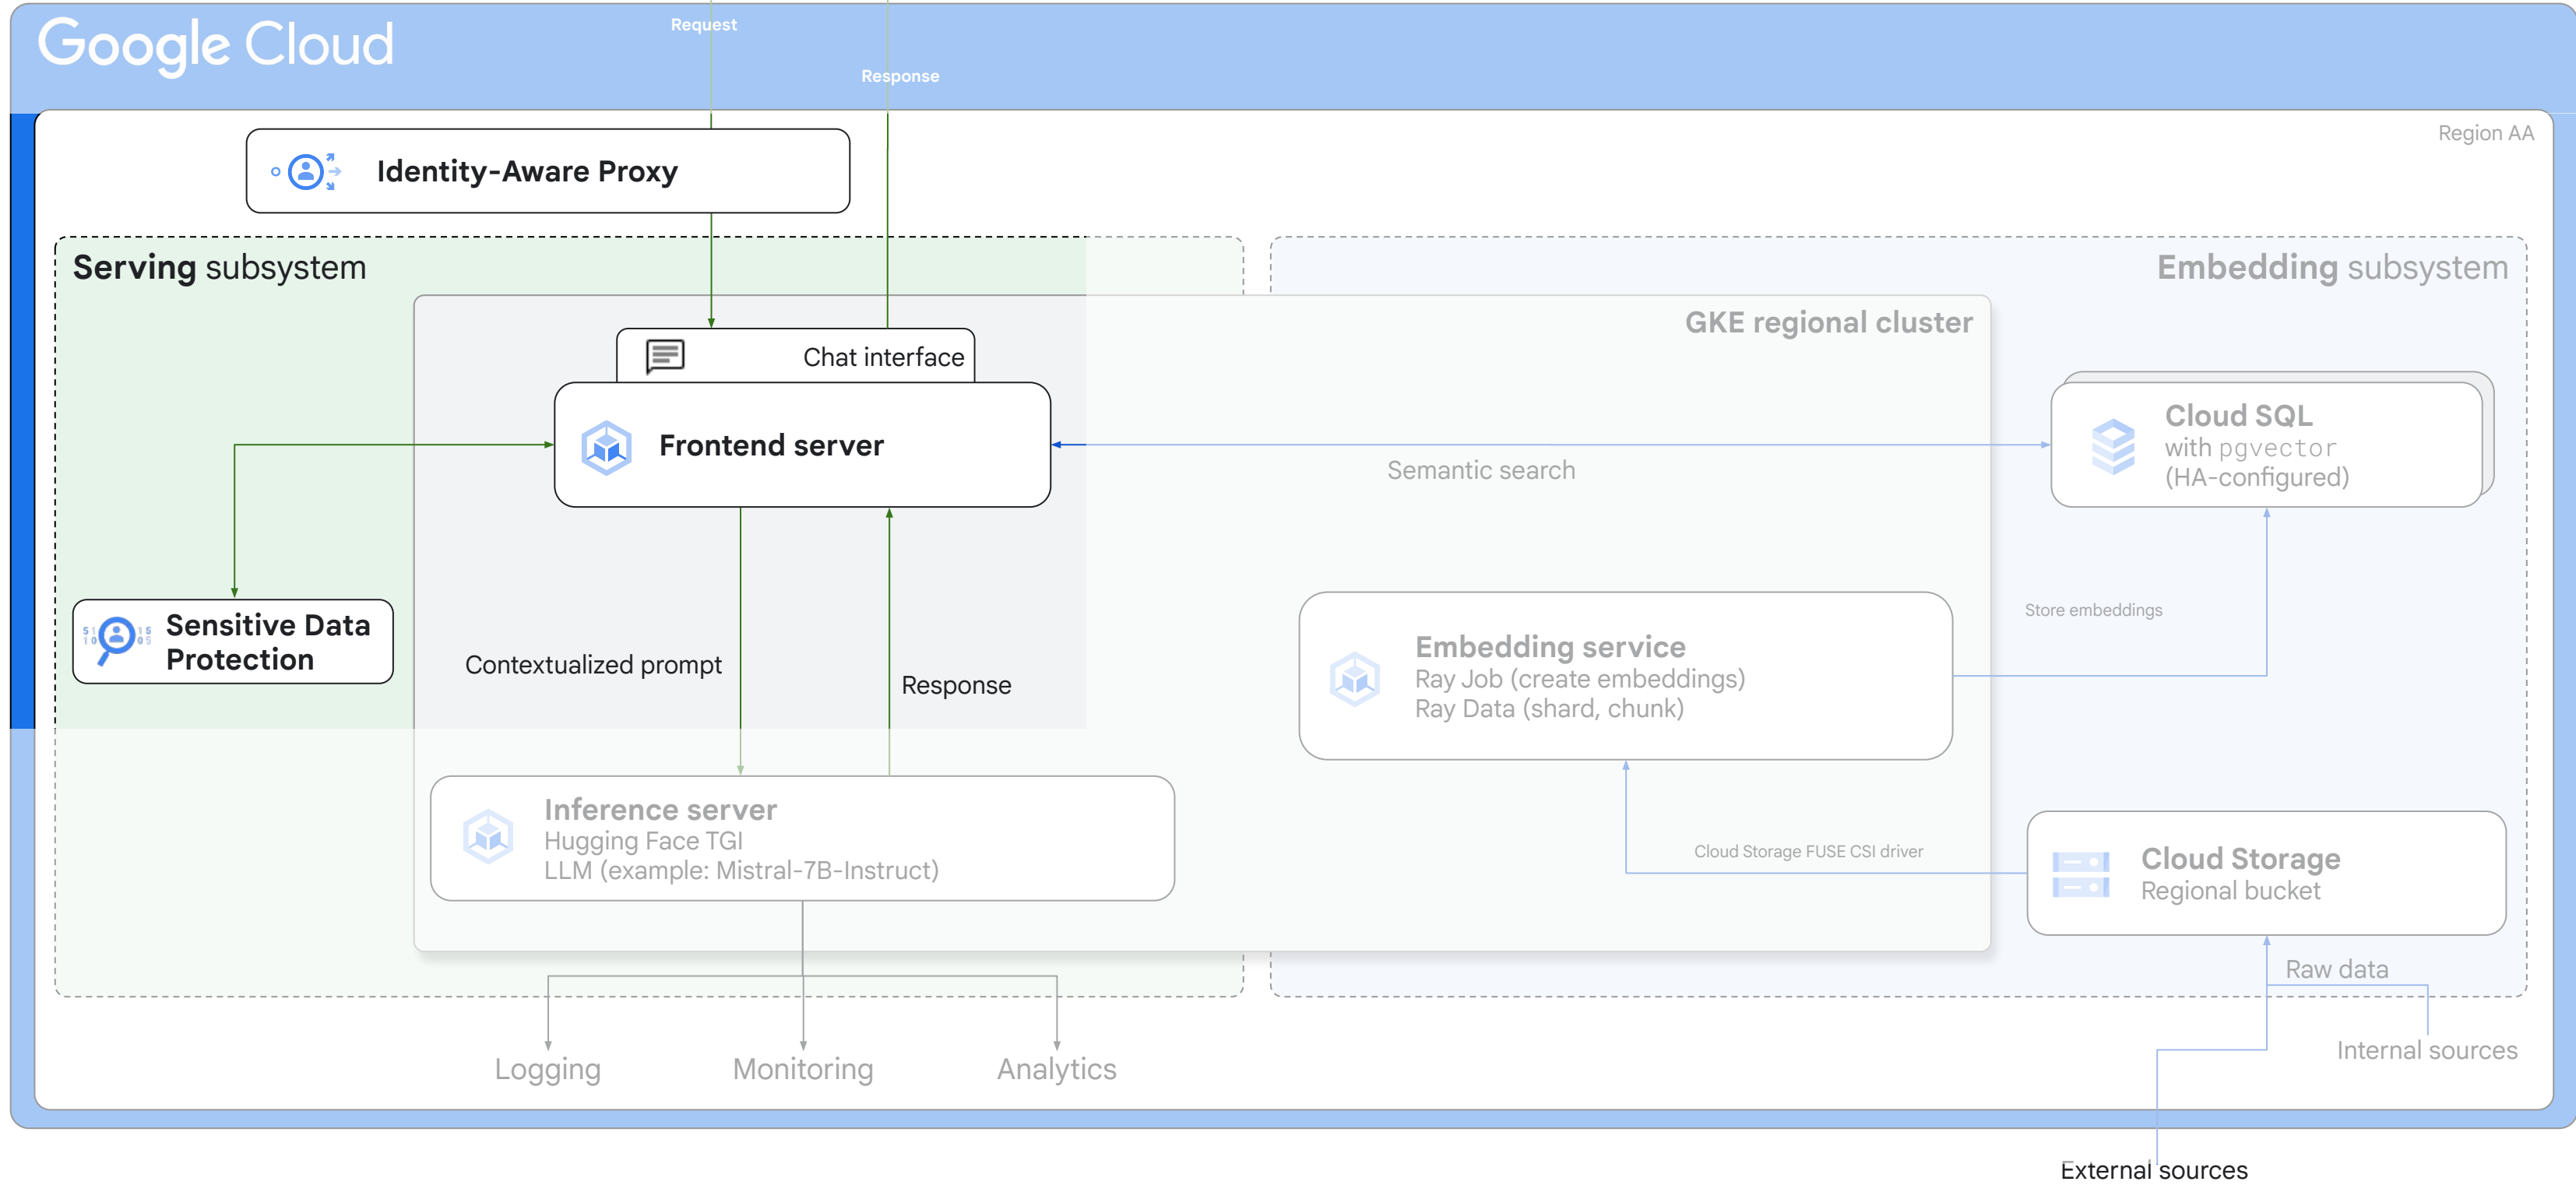 Request
Google Cloud
Response
Region AA
Identity-Aware Proxy
Serving subsystem
Embedding subsystem
GKE regional cluster
Chat interface
Frontend server
Semantic search
Cloud SQL
with pgvector
(HA-configured)
Sensitive Data
Protection
Contextualized prompt
Response
Store embeddings
Embedding service
Ray Job (create embeddings)
Ray Data (shard, chunk)
Inference server
Hugging Face TGI
LLM (example: Mistral-7B-Instruct)
Cloud Storage FUSE CSI driver
Cloud Storage
Regional bucket
Raw data
Logging
Monitoring
Analytics
Internal sources
External sources